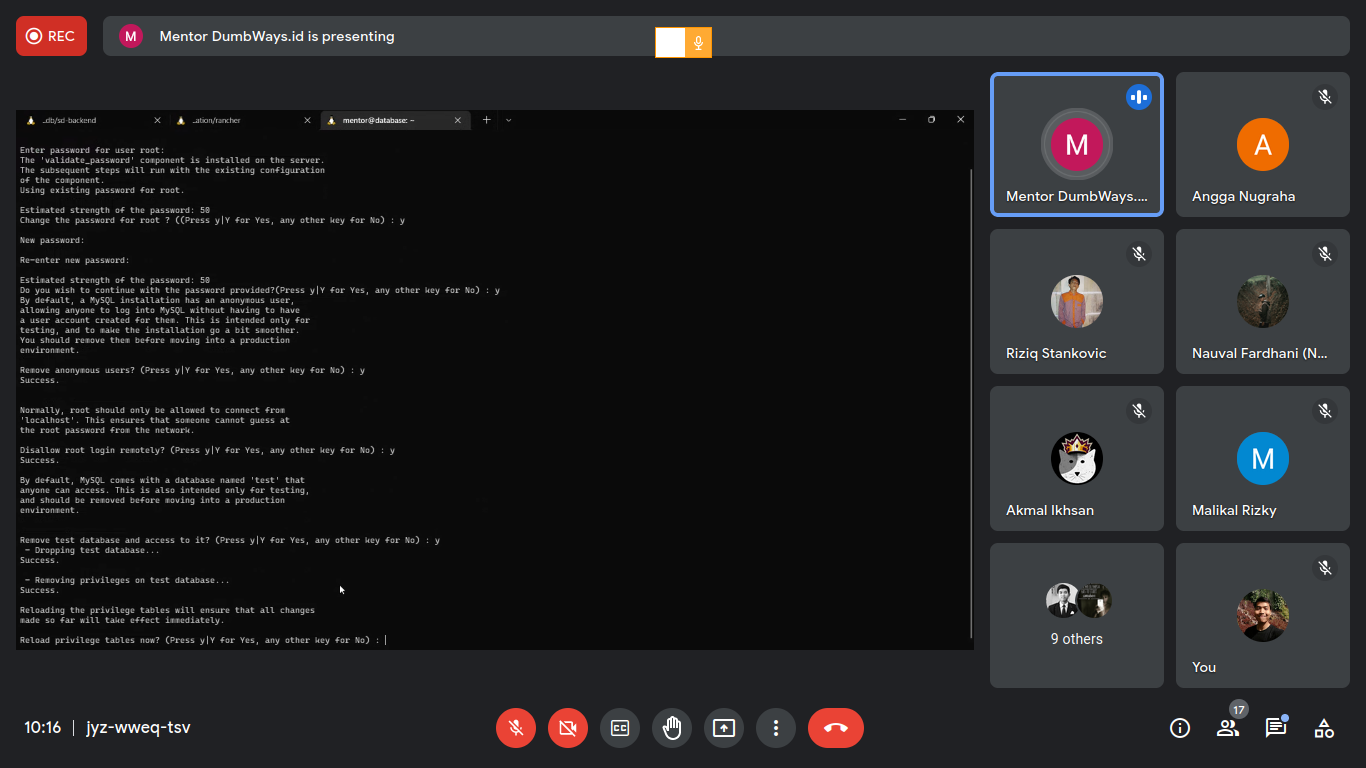 REC
M
Mentor DumbWays.id is presenting
_db/sd-backend
..ation/rancher
mentor@database: ~
Enter password for user root:
The 'validate_password' component is installed on the server.
The subsequent steps will run with the existing configuration
of the component.
Using existing password for root.
Estimated strength of the password: 50
Change the password for root ? ((Press y|Y for Yes, any other key for No) : y
New password:
Re-enter new password:
Estimated strength of the password: 50
Do you wish to continue with the password provided?(Press y|Y for Yes, any other key for No) : y
By default, a MySQL installation has an anonymous user,
allowing anyone to log into MySQL without having to have
a user account created for them. This is intended only for
testing, and to make the installation go a bit smoother.
You should remove them before moving into a production
environment.
Remove anonymous users? (Press y|Y for Yes, any other key for No) : y
Success.
Normally, root should only be allowed to connect from
'localhost'. This ensures that someone cannot guess at
the root password from the network.
Disallow root login remotely? (Press y|Y for Yes, any other key for No) : y
Success.
By default, MySQL comes with a database named 'test' that
anyone can access. This is also intended only for testing,
and should be removed before moving into a production
environment.
Remove test database and access to it? (Press y|Y for Yes, any other key for No) : y
- Dropping test database...
Success.
- Removing privileges on test database...
Success.
Reloading the privilege tables will ensure that all changes
made so far will take effect immediately.
Reload privilege tables now? (Press y|Y for Yes, any other key for No) :
M
Mentor DumbWays....
A
Angga Nugraha
Riziq Stankovic
Nauval Fardhani (N...
Akmal Ikhsan
M
Malikal Rizky
9 others
You
10:16 | jyz-wweq-tsv
CC
17